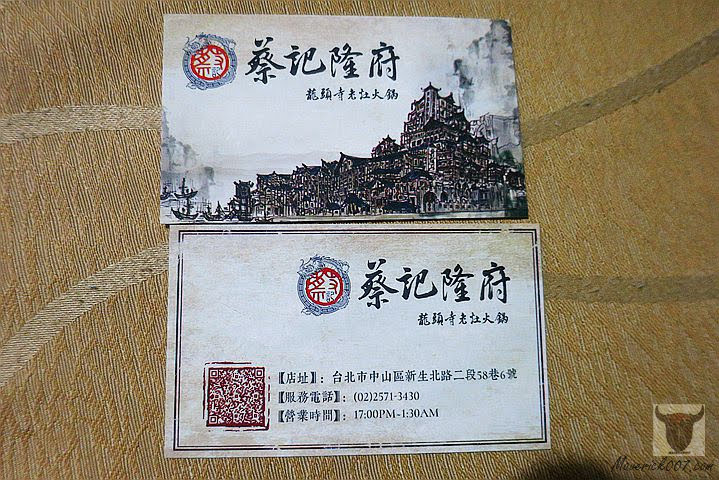 蔡記隆府
龍頭寺老灶火鍋
蔡記隆府
龍頭寺老灶火鍋
【店址】：台北市中山區新生北路二段58巷6號
【服務電話】：(02)2571-3430
【營業時間】：17:00PM~1:30AM
Maverick007.com